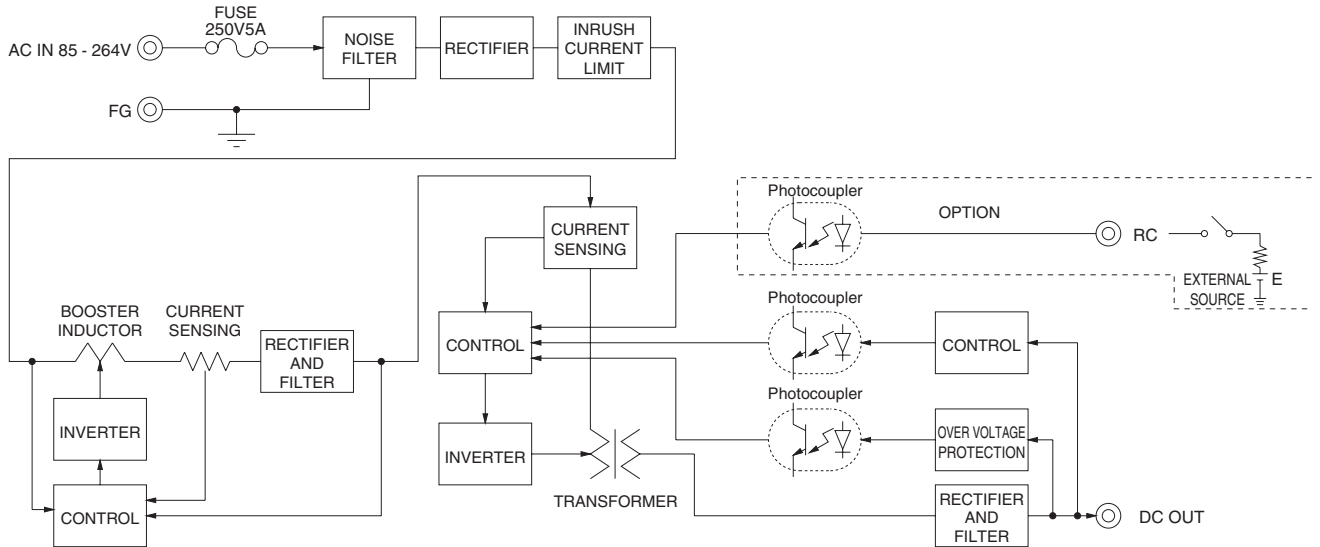 FUSE
250V5A
AC IN 85 - 264V
NOISE
FILTER
RECTIFIER
INRUSH
CURRENT
LIMIT
FG
Photocoupler
OPTION
RC
CURRENT
SENSING
E
EXTERNAL
SOURCE
BOOSTER
INDUCTOR
CURRENT
SENSING
RECTIFIER
AND
FILTER
CONTROL
Photocoupler
CONTROL
Photocoupler
INVERTER
INVERTER
OVER VOLTAGE
PROTECTION
TRANSFORMER
CONTROL
RECTIFIER
AND
FILTER
DC OUT